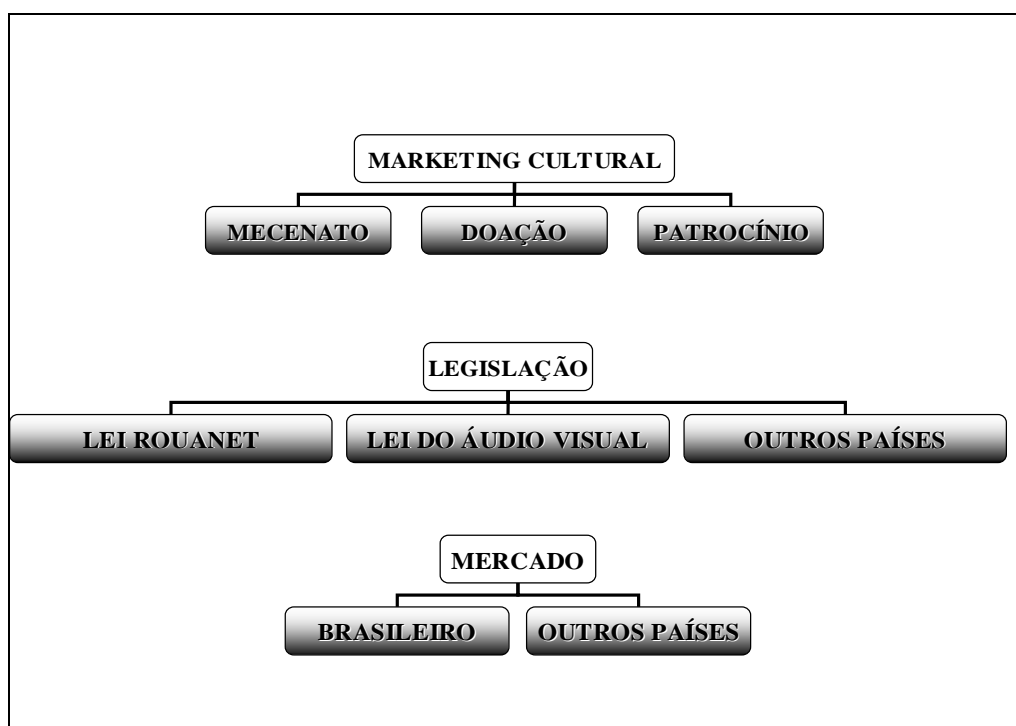 MARKETING CULTURAL
MECENATO DOAÇÃO PATROCÍNIO
LEGISLAÇÃO
LEI ROUANET LEI DO ÁUDIO VISUAL OUTROS PAÍSES
MERCADO
BRASILEIRO OUTROS PAÍSES